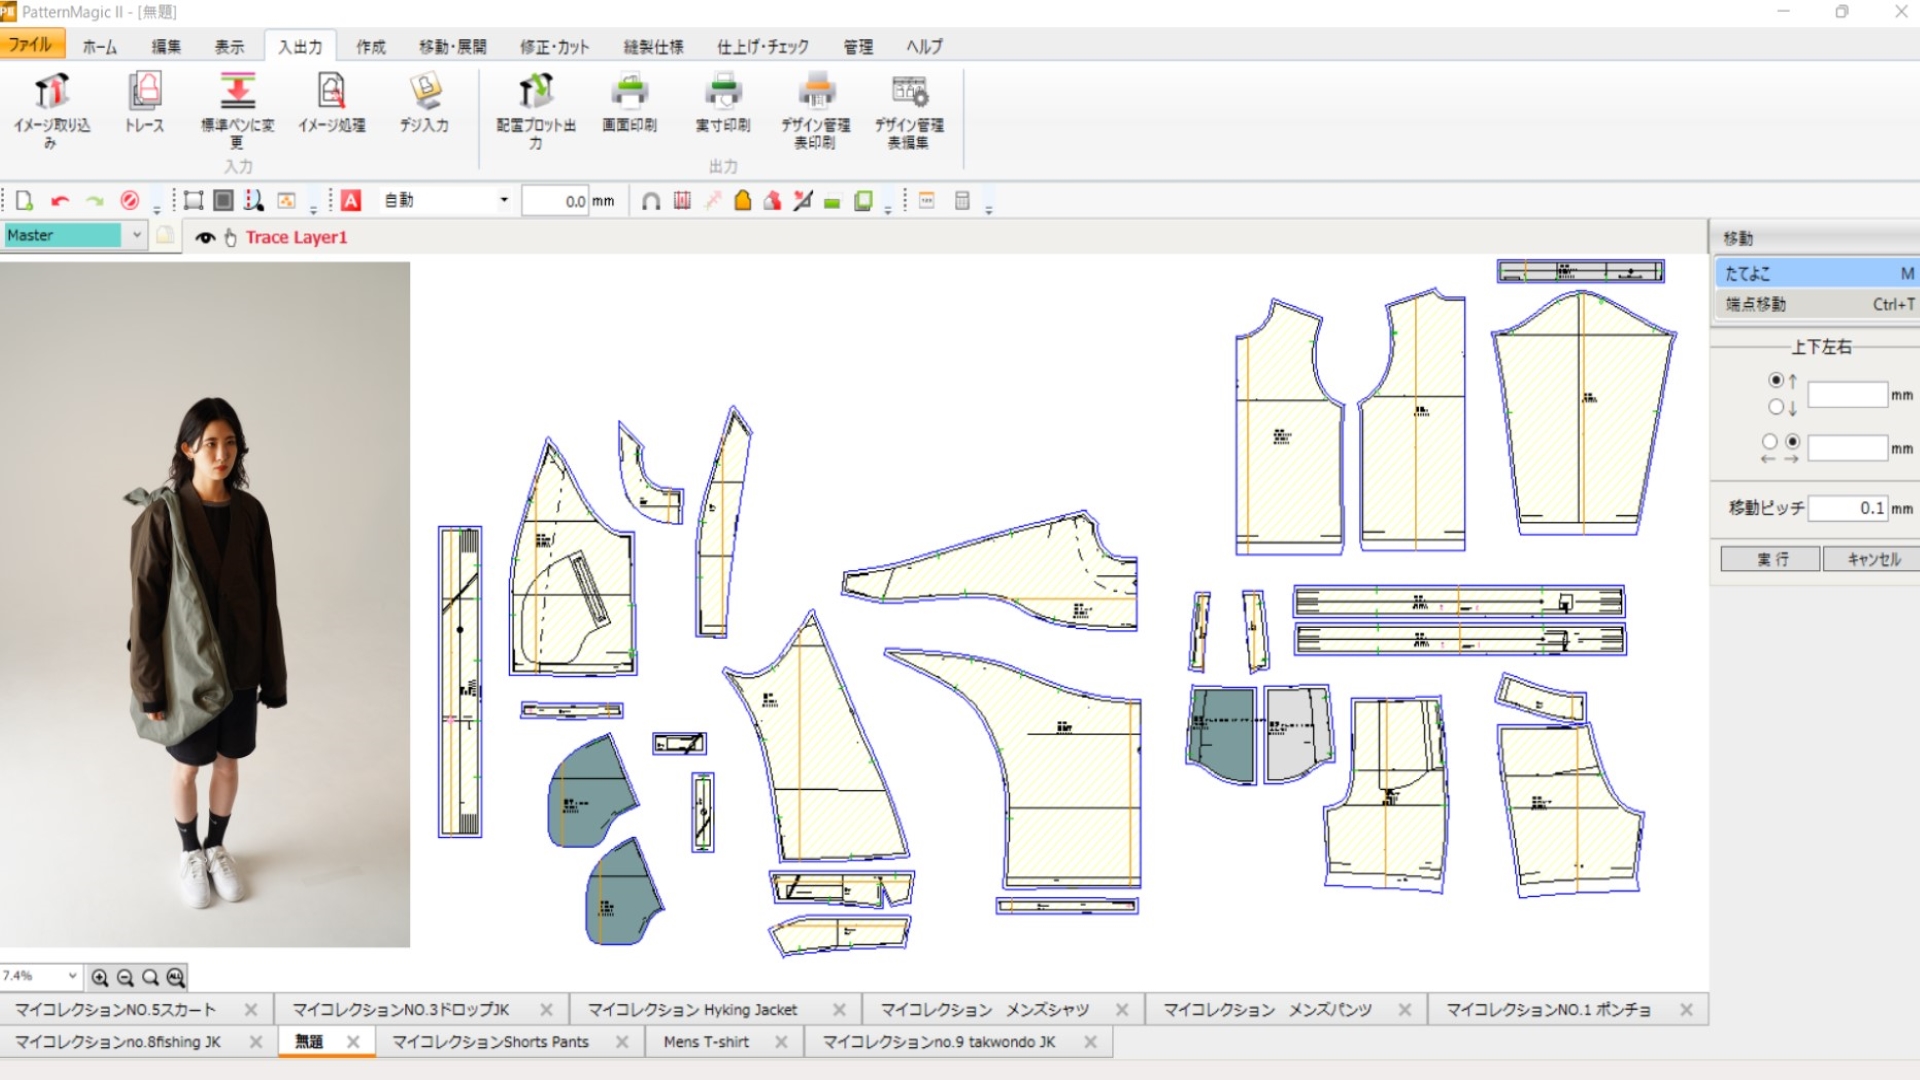 PatternMagic II - [無題]
ファイル ホーム 編集 表示 入出力 作成 移動・展開 修正・カット 縫製仕様 仕上げ・チェック 管理 ヘルプ
イメージ取り込み トレース 標準ペンに変更 イメージ処理 デジ入力 配置プロット出力 画面印刷 実寸印刷 デザイン管理表印刷 デザイン管理表編集
入力 出力
A 自動 0.0 mm
Master Trace Layer1
移動
たてよこ M
端点移動 Ctrl+T
上下左右
↑ mm
↓
mm
← →
移動ピッチ 0.1 mm
実行 キャンセル
7.4% ALL
マイコレクションNO.5スカート マイコレクションNO.3ドロップJK マイコレクション Hyking Jacket マイコレクション メンズシャツ マイコレクション メンズパンツ マイコレクションNO.1 ポンチョ
マイコレクションno.8fishing JK 無題 マイコレクションShorts Pants Mens T-shirt マイコレクションno.9 takwondo JK